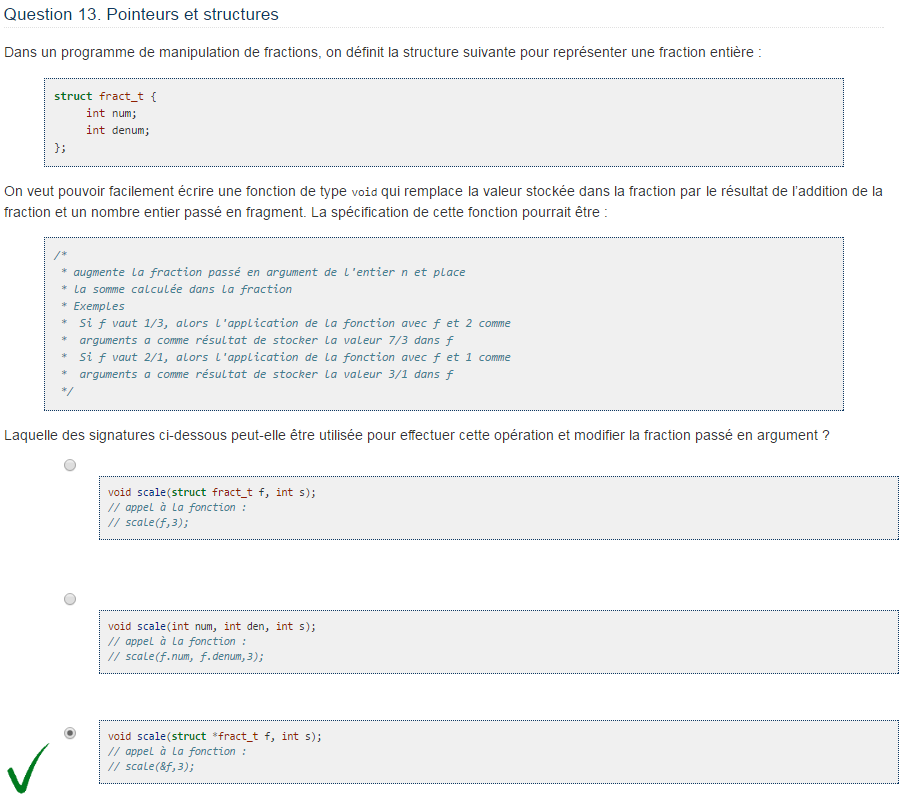 Question 13. Pointeurs et structures
Dans un programme de manipulation de fractions, on définit la structure suivante pour représenter une fraction entière :
struct fract_t {
     int num;
     int denum;
};
On veut pouvoir facilement écrire une fonction de type void qui remplace la valeur stockée dans la fraction par le résultat de l'addition de la
fraction et un nombre entier passé en fragment. La spécification de cette fonction pourrait être :
/*
 * augmente la fraction passé en argument de l'entier n et place
 * la somme calculée dans la fraction
 * Exemples
 *  Si f vaut 1/3, alors l'application de la fonction avec f et 2 comme
 *  arguments a comme résultat de stocker la valeur 7/3 dans f
 *  Si f vaut 2/1, alors l'application de la fonction avec f et 1 comme
 *  arguments a comme résultat de stocker la valeur 3/1 dans f
 */
Laquelle des signatures ci-dessous peut-elle être utilisée pour effectuer cette opération et modifier la fraction passé en argument ?
void scale(struct fract_t f, int s);
// appel à la fonction :
// scale(f,3);
void scale(int num, int den, int s);
// appel à la fonction :
// scale(f.num, f.denum,3);
void scale(struct *fract_t f, int s);
// appel à la fonction :
// scale(&f,3);